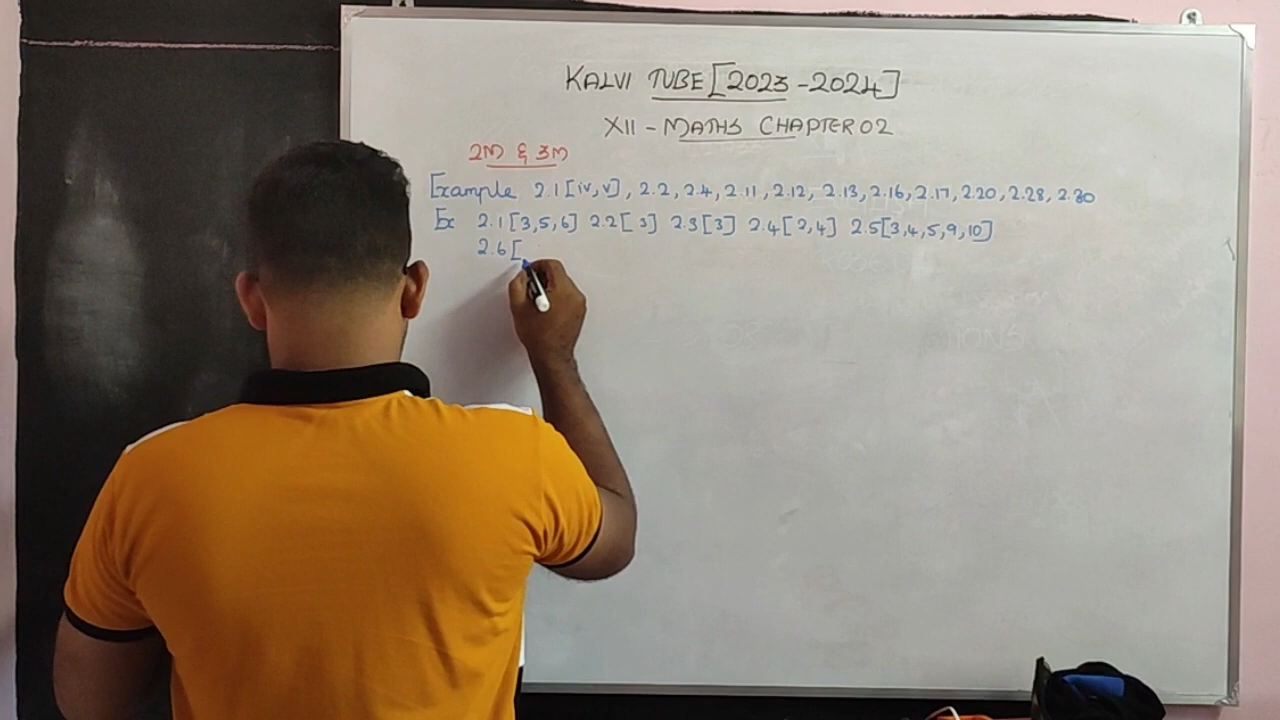 KALVI TUBE [2023-2024]
XII - MATHS CHAPTER 02
2M & 3M
Example 2.1 [iv, v], 2.2, 2.4, 2.11, 2.12, 2.13, 2.16, 2.17, 2.20, 2.28, 2.30
Ex 2.1 [3,5,6] 2.2 [3] 2.3 [3] 2.4 [2,4] 2.5 [3,4,5,9,10]
2.6 [